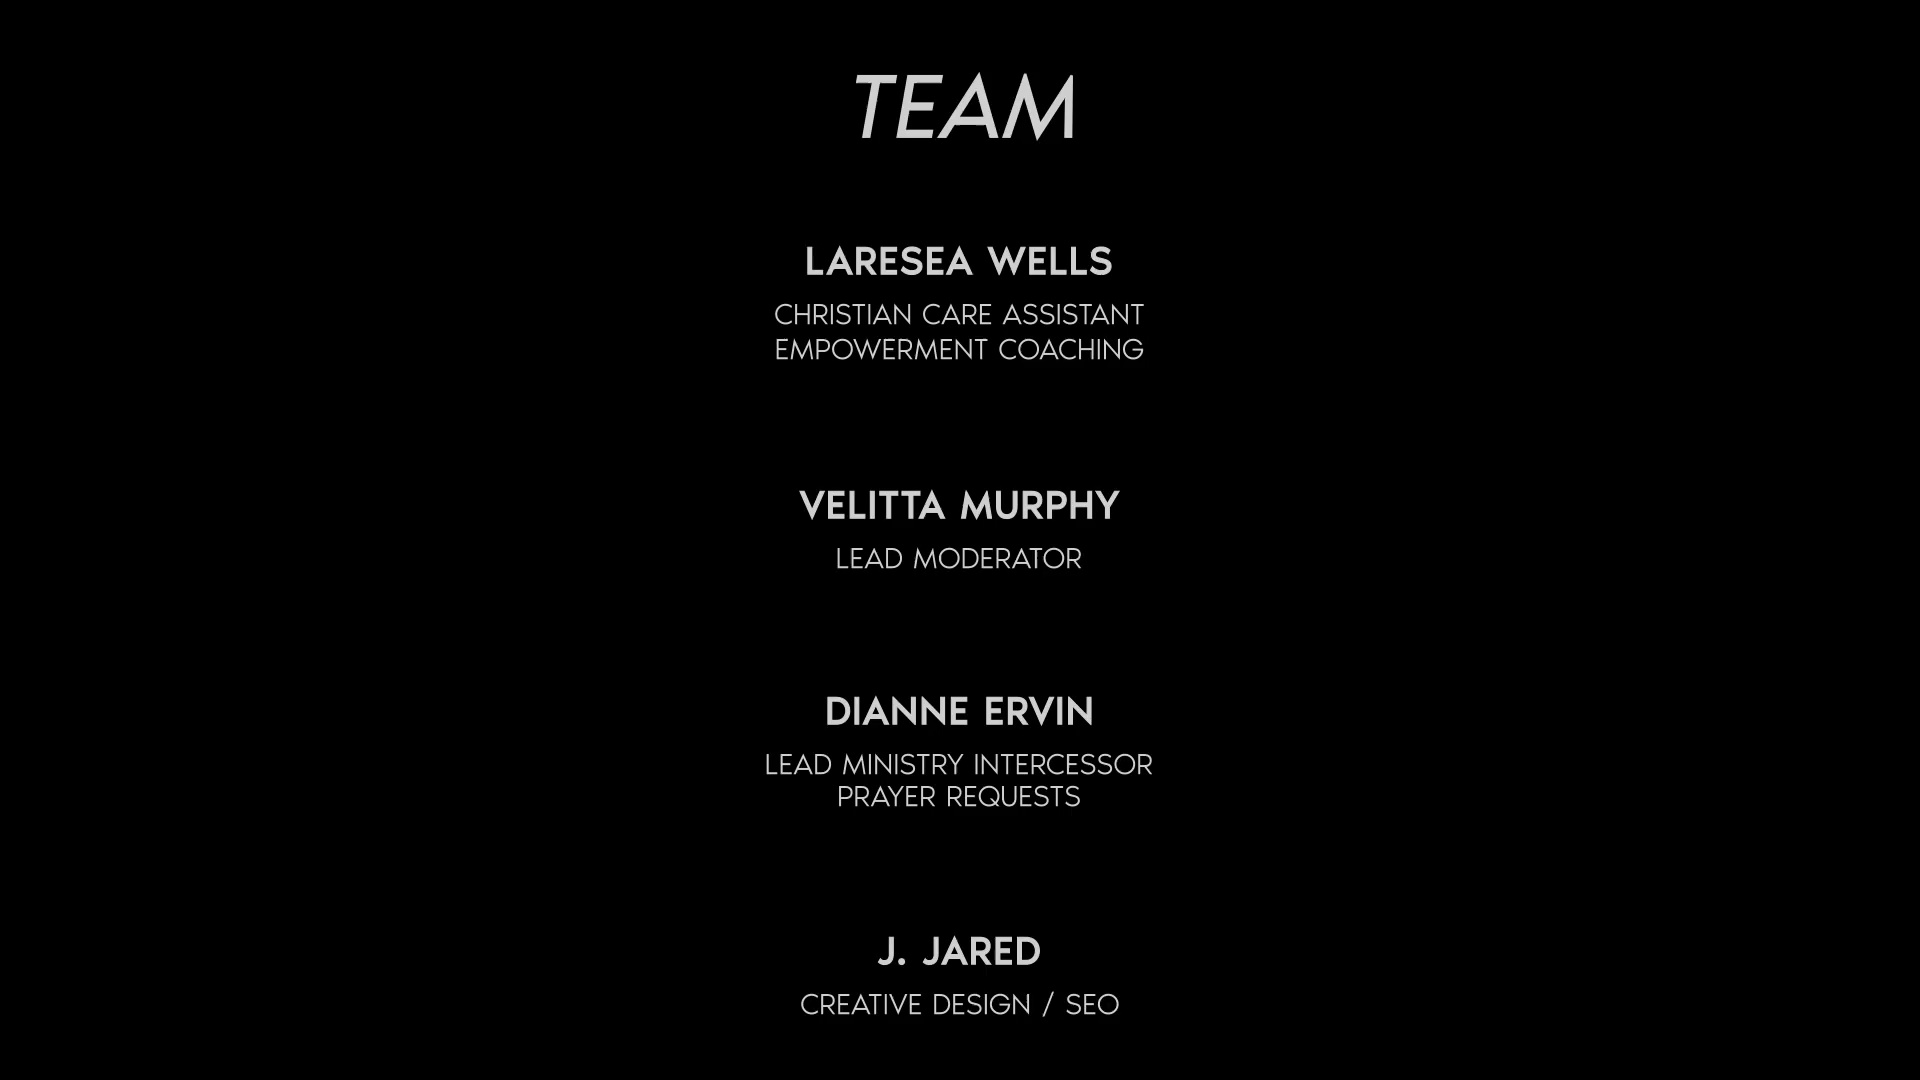 TEAM
LARESEA WELLS
CHRISTIAN CARE ASSISTANT
EMPOWERMENT COACHING
VELITTA MURPHY
LEAD MODERATOR
DIANNE ERVIN
LEAD MINISTRY INTERCESSOR
PRAYER REQUESTS
J. JARED
CREATIVE DESIGN / SEO